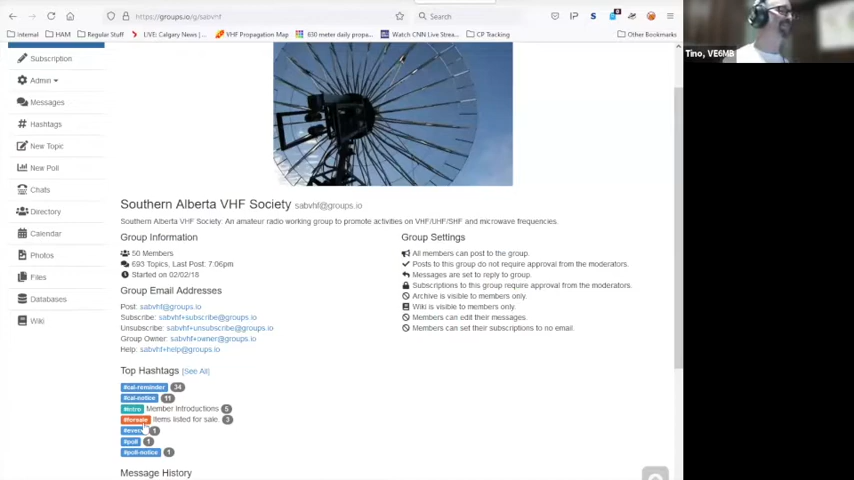 https://groups.io/g/sabvhf
Search
Internal
HAM
Regular Stuff
LIVE: Calgary News |...
VHF Propagation Map
630 meter daily propa...
Watch CNN Live Strea...
CP Tracking
Other Bookmarks
Tino, VE6MB
Subscription
Admin
Messages
# Hashtags
New Topic
New Poll
Chats
Directory
Calendar
Photos
Files
Databases
Wiki
Southern Alberta VHF Society sabvhf@groups.io
Southern Alberta VHF Society: An amateur radio working group to promote activities on VHF/UHF/SHF and microwave frequencies.
Group Information
50 Members
693 Topics, Last Post: 7:06pm
Started on 02/02/18
Group Email Addresses
Post: sabvhf@groups.io
Subscribe: sabvhf+subscribe@groups.io
Unsubscribe: sabvhf+unsubscribe@groups.io
Group Owner: sabvhf+owner@groups.io
Help: sabvhf+help@groups.io
Group Settings
All members can post to the group.
Posts to this group do not require approval from the moderators.
Messages are set to reply to group.
Subscriptions to this group require approval from the moderators.
Archive is visible to members only.
Wiki is visible to members only.
Members can edit their messages.
Members can set their subscriptions to no email.
Top Hashtags [See All]
#cal-reminder 34
#cal-notice 11
#intro Member Introductions 5
#forsale Items listed for sale. 3
1
#poll 1
#poll-notice 1
Message History